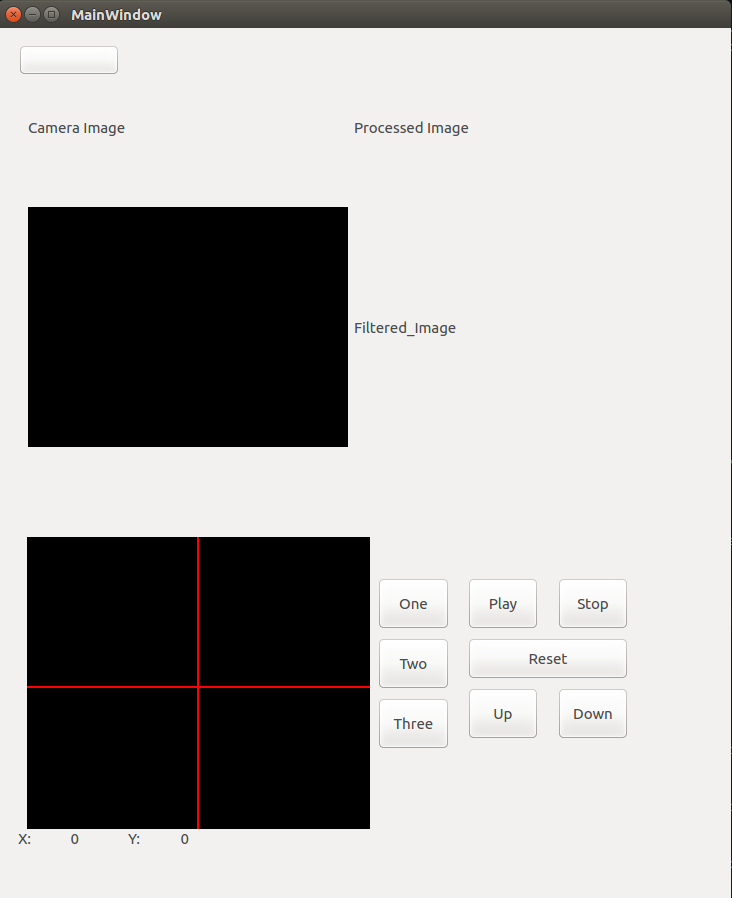 MainWindow
Camera Image
Processed Image
Filtered_Image
One
Play
Stop
Two
Reset
Three
Up
Down
X: 0 Y: 0